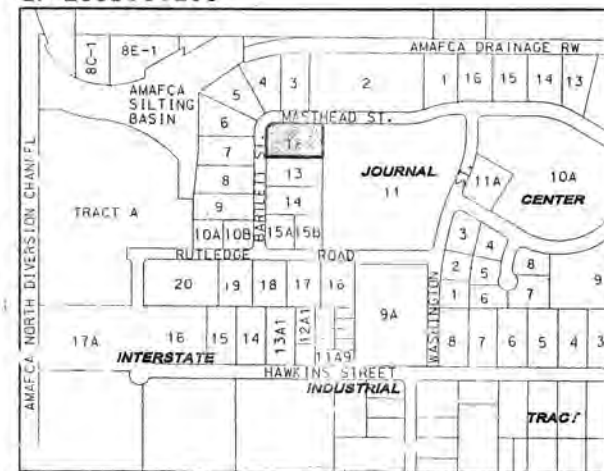 AMAFCA DRAINAGE RW
8C-1
8E-1
1
4
3
2
1
16
15
14
13
5
AMAFCA
SILTING
BASIN
MASTHEAD ST.
6
7
12
BARTLETT ST.
JOURNAL
11
ST
11A
10A
CENTER
8
13
9
14
TRACT A
10A
10B
15A
15B
3
4
RUTLEDGE ROAD
2
5
8
9
20
19
18
17
16
1
6
7
9A
WASHINGTON
17A
16
15
14
13A1
12A1
11A9
8
7
6
5
4
3
INTERSTATE
HAWKINS STREET
INDUSTRIAL
TRACT
AMAFCA NORTH DIVERSION CHANNEL